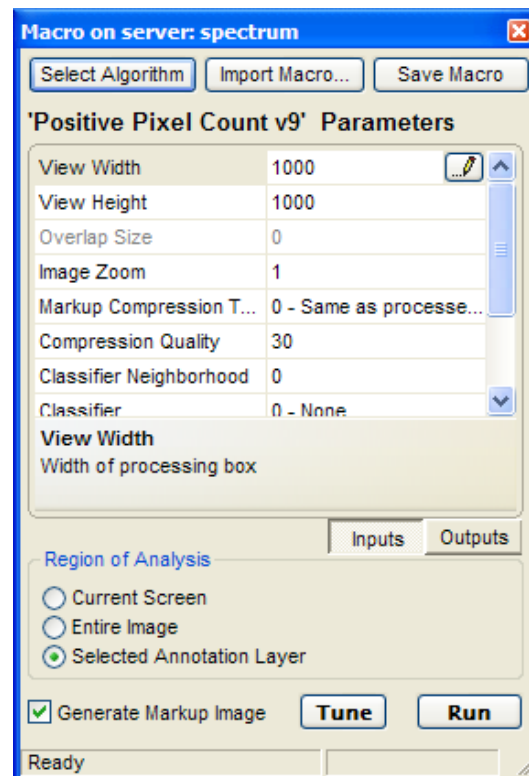 Macro on server: spectrum
Select Algorithm Import Macro... Save Macro
'Positive Pixel Count v9' Parameters
View Width 1000
View Height 1000
Overlap Size 0
Image Zoom 1
Markup Compression T... 0 - Same as processe...
Compression Quality 30
Classifier Neighborhood 0
Classifier 0 - None
View Width
Width of processing box
Inputs Outputs
Region of Analysis
Current Screen
Entire Image
Selected Annotation Layer
Generate Markup Image Tune Run
Ready